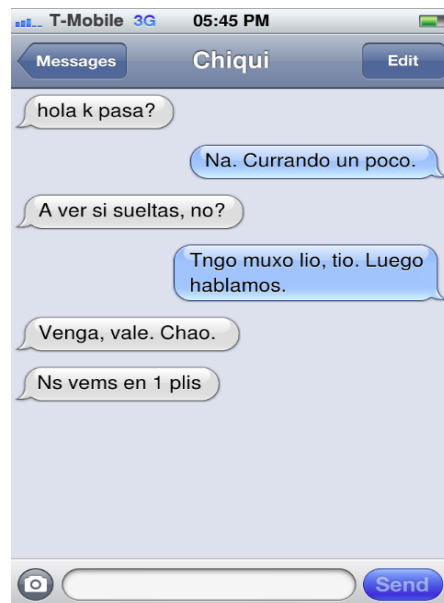 T-Mobile 3G 05:45 PM
Messages Chiqui Edit
hola k pasa?
Na. Currando un poco.
A ver si sueltas, no?
Tngo muxo lio, tio. Luego
hablamos.
Venga, vale. Chao.
Ns vems en 1 plis
Send